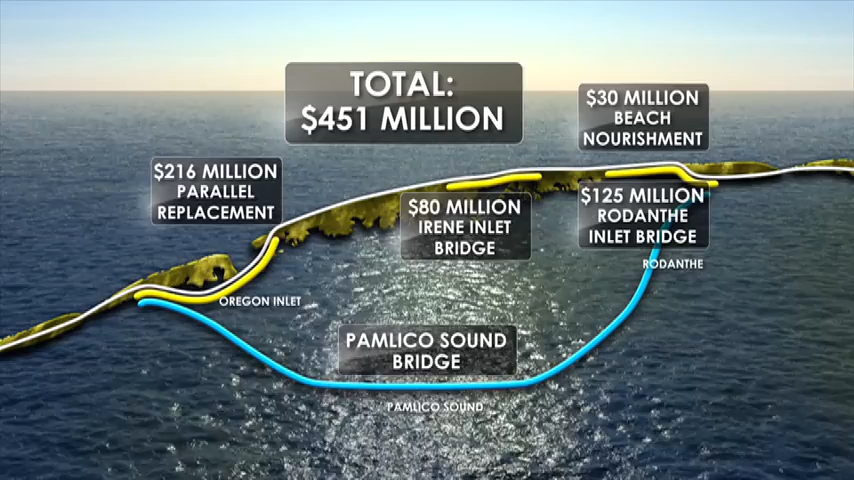 TOTAL:
$451 MILLION
$30 MILLION
BEACH
NOURISHMENT
$216 MILLION
PARALLEL
REPLACEMENT
$80 MILLION
IRENE INLET
BRIDGE
$125 MILLION
RODANTHE
INLET BRIDGE
RODANTHE
OREGON INLET
PAMLICO SOUND
BRIDGE
PAMLICO SOUND